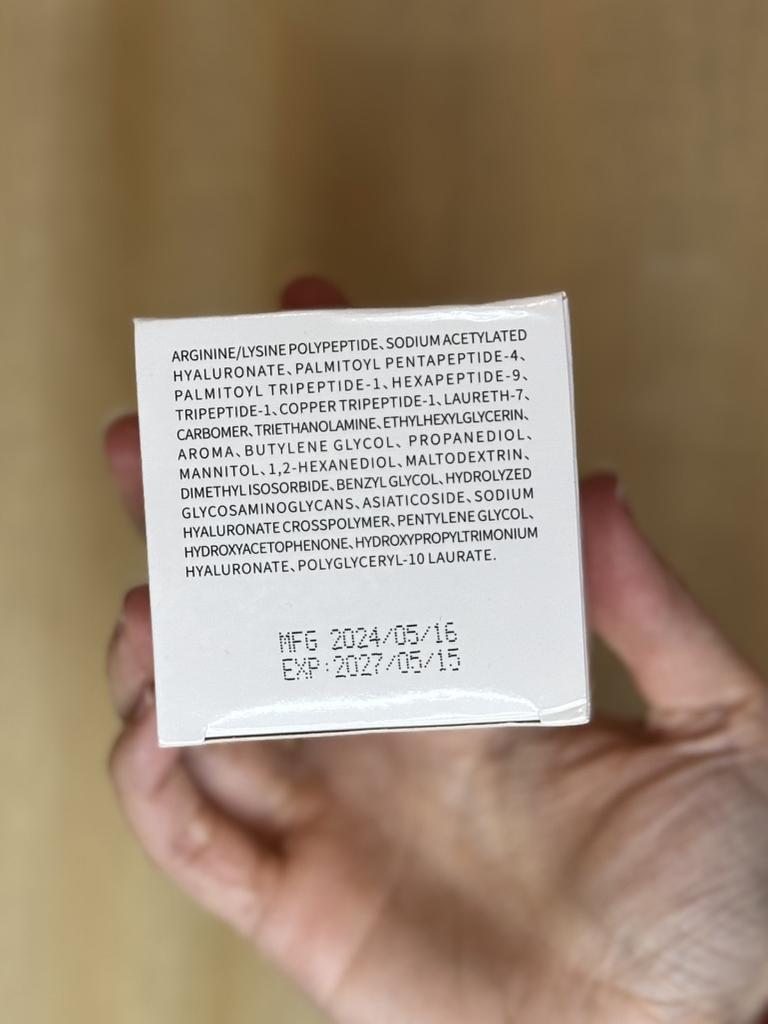 ARGININE/LYSINE POLYPEPTIDE、SODIUM ACETYLATED
HYALURONATE、PALMITOYL PENTAPEPTIDE-4、
PALMITOYL TRIPEPTIDE-1、HEXAPEPTIDE-9、
TRIPEPTIDE-1、COPPER TRIPEPTIDE-1、LAURETH-7、
CARBOMER、TRIETHANOLAMINE、ETHYLHEXYLGLYCERIN、
AROMA、BUTYLENE GLYCOL、PROPANEDIOL、
MANNITOL、1,2-HEXANEDIOL、MALTODEXTRIN、
DIMETHYL ISOSORBIDE、BENZYL GLYCOL、HYDROLYZED
GLYCOSAMINOGLYCANS、ASIATICOSIDE、SODIUM
HYALURONATE CROSSPOLYMER、PENTYLENE GLYCOL、
HYDROXYACETOPHENONE、HYDROXYPROPYLTRIMONIUM
HYALURONATE、POLYGLYCERYL-10 LAURATE.
MFG 2024/05/16
EXP:2027/05/15